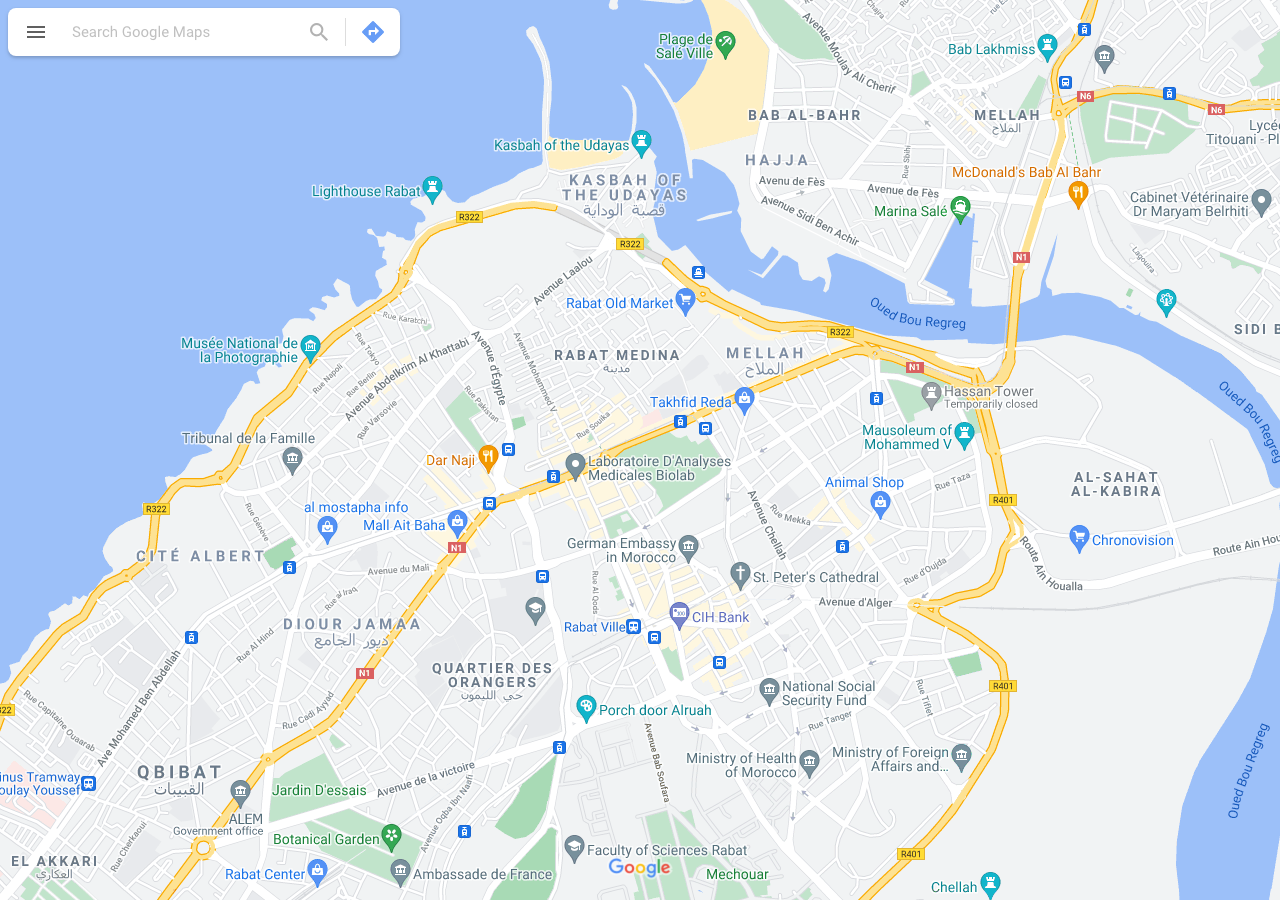 Search Google Maps
Plage de
Salé Ville
Avenue Moulay Ali Cherif
Bab Lakhmiss
N6
N6
BAB AL-BAHR
MELLAH
الملاح
Lycée
Titouani - Pl
Kasbah of the Udayas
HAJJA
Rue Sbihi
McDonald's Bab Al Bahr
Lighthouse Rabat
KASBAH OF
THE UDAYAS
قصبة الوداية
Avenu de Fès
Avenue de Fès
Cabinet Vétérinaire
Dr Maryam Belrhiti
Marina Salé
Avenue Sidi Ben Achir
R322
R322
N1
Lagouira
Avenue Laalou
Rabat Old Market
Oued Bou Regreg
Rue Karatchi
R322
SIDI B
Musée National de
la Photographie
Rue Tokyo
Avenue d'Égypte
Avenue Mohammed V
RABAT MEDINA
مدينة
MELLAH
الملاح
N1
Rue Napoli
Rue Berlin
Avenue Abdelkrim Al Khattabi
Rue Pakistan
Takhfid Reda
Hassan Tower
Temporarily closed
Oued Bou Regreg
Rue Varsovie
Rue Souika
Mausoleum of
Mohammed V
Tribunal de la Famille
Dar Naji
Laboratoire D'Analyses
Medicales Biolab
Animal Shop
Rue Taza
AL-SAHAT
AL-KABIRA
R322
al mostapha info
Rue Génève
Mall Ait Baha
Rue Mekka
Avenue Chellah
R401
N1
German Embassy
in Morocco
Chronovision
Route Ain Houalla
Route Ain Hou
CITÉ ALBERT
Avenue du Mali
Rue d'Oujda
Rue al Iraq
Rue Al Qods
St. Peter's Cathedral
Avenue d'Alger
DIOUR JAMAA
ديور الجامع
Rabat Ville
CIH Bank
Rue Al Hind
N1
QUARTIER DES
ORANGERS
حي الليمون
Ave Mohamed Ben Abdellah
National Social
Security Fund
R401
322
Rue Capitaine Ouaarab
Rue Cadi Ayyad
Porch door Alruah
Rue Tanger
Rue Tiflet
Avenue Bab Soufara
Ministry of Health
of Morocco
Ministry of Foreign
Affairs and...
Oued Bou Regreg
QBIBAT
القبيبات
inus Tramway
oulay Youssef
Avenue de la victoire
Jardin D'essais
Avenue Oqba Ibn Naafi
ALEM
Government office
Botanical Garden
Rue Cherkaoui
EL AKKARI
العكاري
Rabat Center
Ambassade de France
Faculty of Sciences Rabat
Google
Mechouar
R401
Chellah